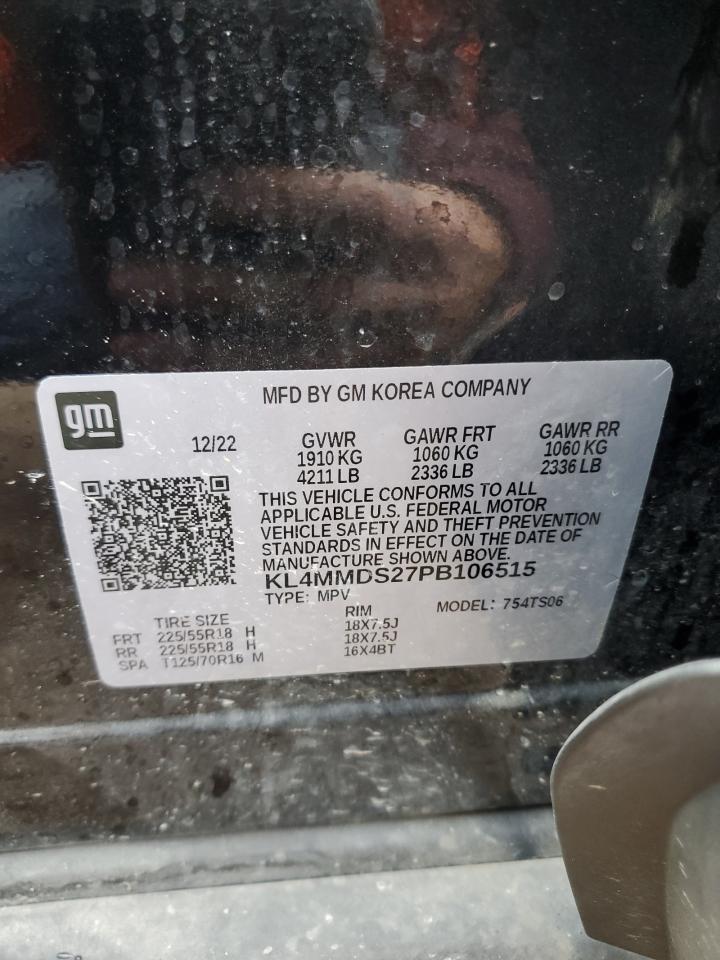 MFD BY GM KOREA COMPANY
gm
12/22
GVWR GAWR FRT GAWR RR
1910 KG 1060 KG 1060 KG
4211 LB 2336 LB 2336 LB
THIS VEHICLE CONFORMS TO ALL
APPLICABLE U.S. FEDERAL MOTOR
VEHICLE SAFETY AND THEFT PREVENTION
STANDARDS IN EFFECT ON THE DATE OF
MANUFACTURE SHOWN ABOVE.
KL4MMDS27PB106515
TYPE: MPV MODEL: 754TS06
TIRE SIZE RIM
FRT 225/55R18 H 18X7.5J
RR 225/55R18 H 18X7.5J
SPA T125/70R16 M 16X4BT